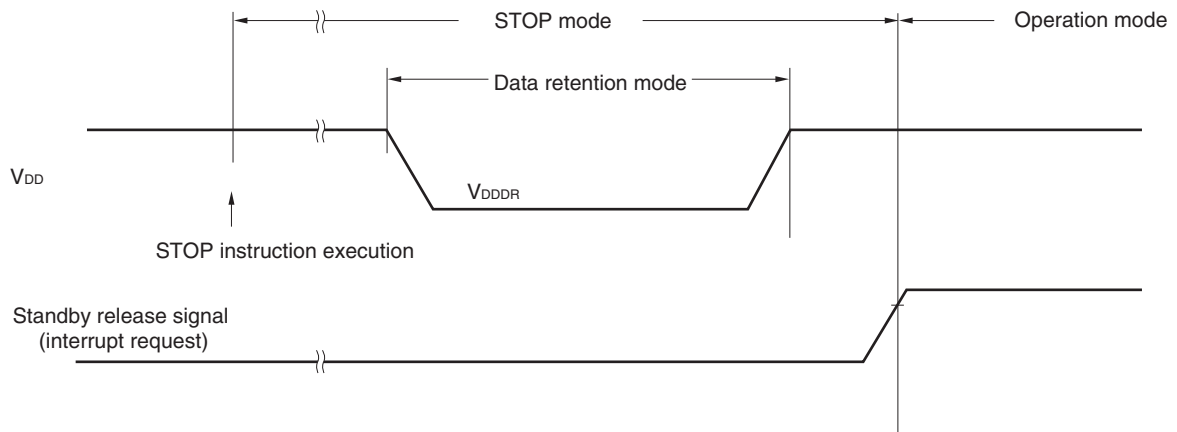 STOP mode
Operation mode
Data retention mode
VDD
VDDDR
STOP instruction execution
Standby release signal
(interrupt request)